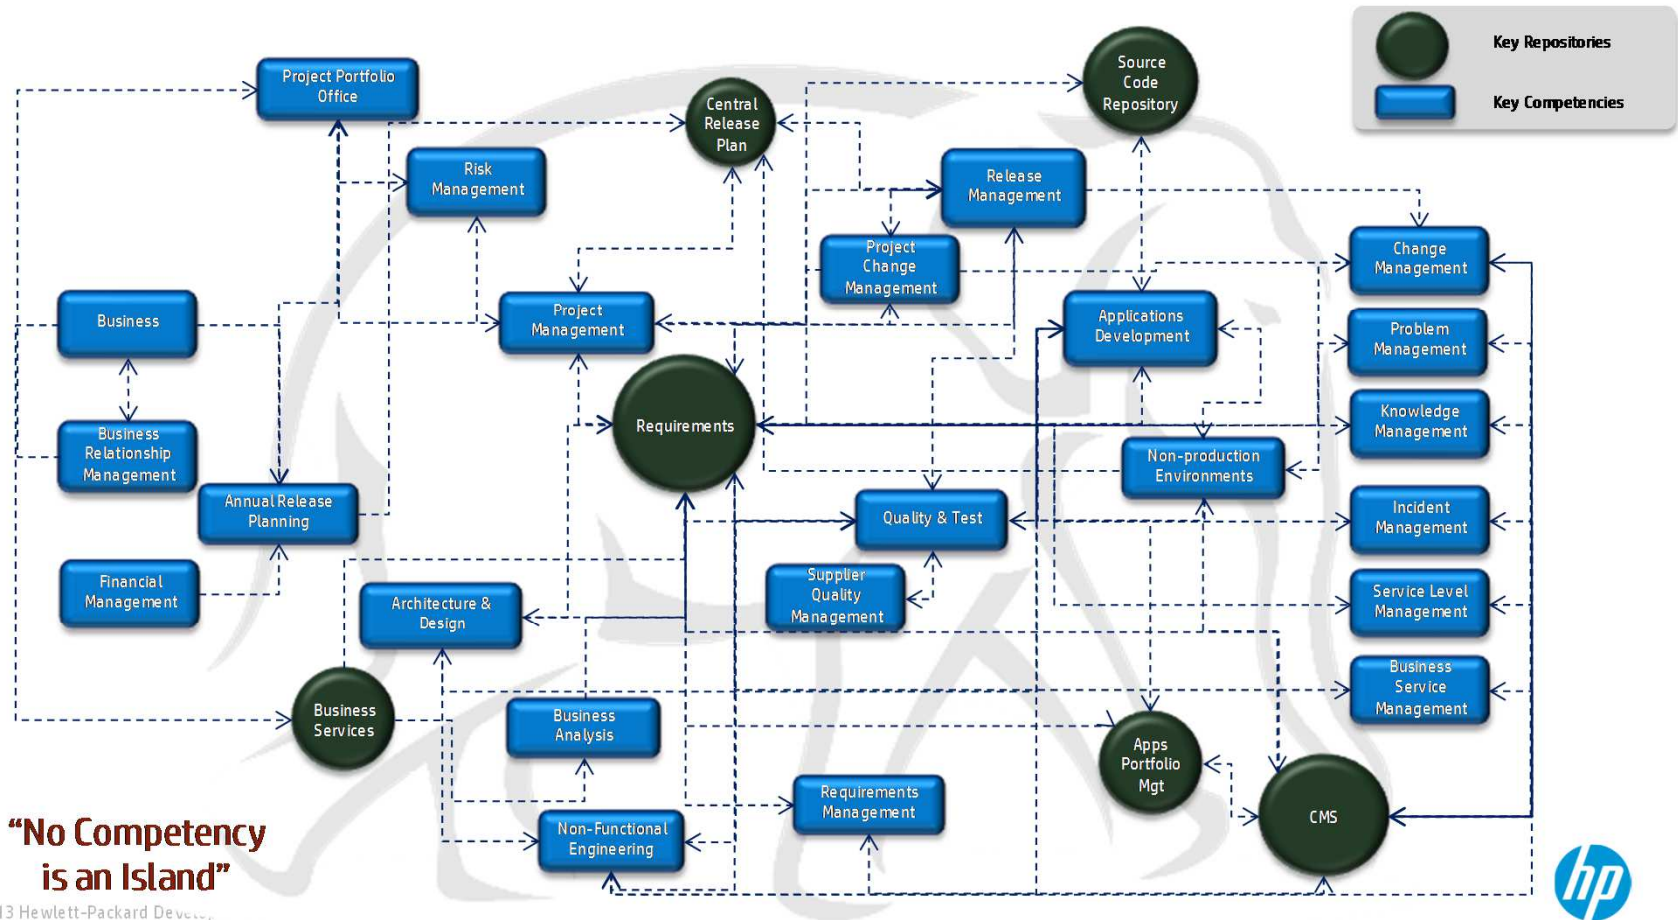 Project Portfolio
Office
Risk
Management
Central
Release
Plan
Source
Code
Repository
Key Repositories
Key Competencies
Release
Management
Project
Change
Management
Change
Management
Business
Project
Management
Applications
Development
Problem
Management
Business
Relationship
Management
Requirements
Knowledge
Management
Non-production
Environments
Annual Release
Planning
Quality & Test
Incident
Management
Financial
Management
Architecture &
Design
Supplier
Quality
Management
Service Level
Management
Business
Services
Business
Analysis
Business
Service
Management
Apps
Portfolio
Mgt
Requirements
Management
CMS
Non-Functional
Engineering
“No Competency
is an Island”
hp
13 Hewlett-Packard